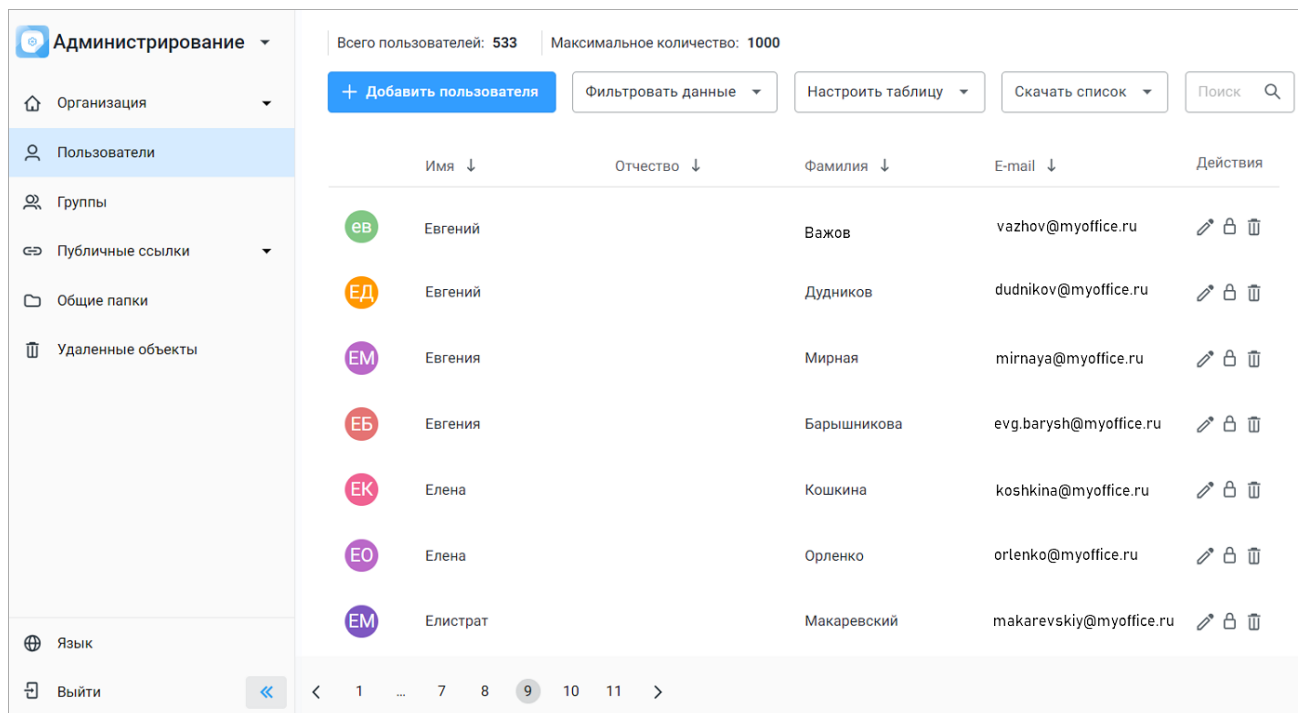 Администрирование
Всего пользователей: 533 Максимальное количество: 1000
Добавить пользователя Фильтровать данные Настроить таблицу Скачать список Поиск
Организация
Пользователи
Группы
Публичные ссылки
Общие папки
Удаленные объекты
Язык
Выйти
Имя Отчество Фамилия E-mail Действия
ев Евгений Важов vazhov@myoffice.ru
ЕД Евгений Дудников dudnikov@myoffice.ru
ЕМ Евгения Мирная mirnaya@myoffice.ru
ЕБ Евгения Барышникова evg.barysh@myoffice.ru
ЕК Елена Кошкина koshkina@myoffice.ru
ЕО Елена Орленко orlenko@myoffice.ru
ЕМ Елистрат Макаревский makarevskiy@myoffice.ru
1 ... 7 8 9 10 11